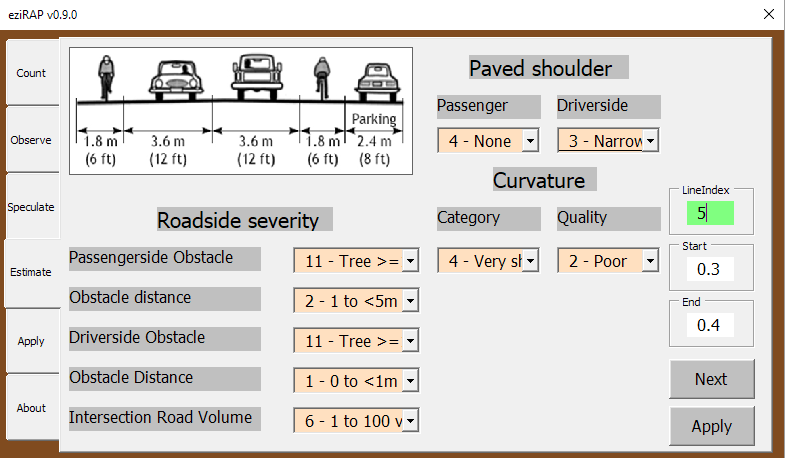 eziRAP v0.9.0
Count
Observe
Speculate
Estimate
Apply
About
Parking
1.8 m 3.6 m 3.6 m 1.8 m 2.4 m
(6 ft) (12 ft) (12 ft) (6 ft) (8 ft)
Roadside severity
Passengerside Obstacle 11 - Tree >=
Obstacle distance 2 - 1 to <5m
Driverside Obstacle 11 - Tree >=
Obstacle Distance 1 - 0 to <1m
Intersection Road Volume 6 - 1 to 100 v
Paved shoulder
Passenger Driverside
4 - None 3 - Narrow
Curvature
Category Quality
4 - Very sh 2 - Poor
LineIndex
5
Start
0.3
End
0.4
Next
Apply